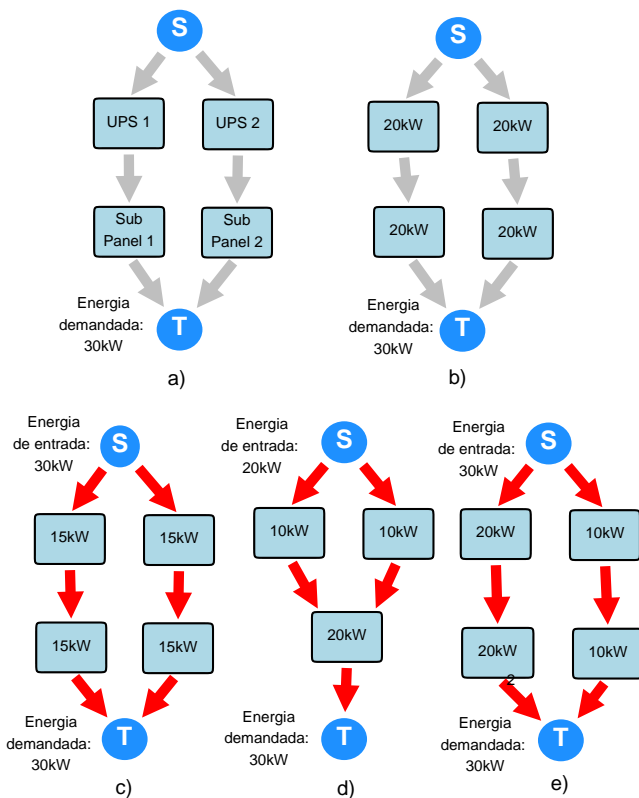 S
UPS 1
UPS 2
Sub
Panel 1
Sub
Panel 2
Energia
demandada:
30kW
T
a)
S
20kW
20kW
20kW
20kW
Energia
demandada:
30kW
T
b)
Energia
de entrada:
30kW
S
15kW
15kW
15kW
15kW
Energia
demandada:
30kW
T
c)
Energia
de entrada:
20kW
S
10kW
10kW
20kW
Energia
demandada:
30kW
T
d)
Energia
de entrada:
30kW
S
20kW
10kW
20kW
2
10kW
Energia
demandada:
30kW
T
e)